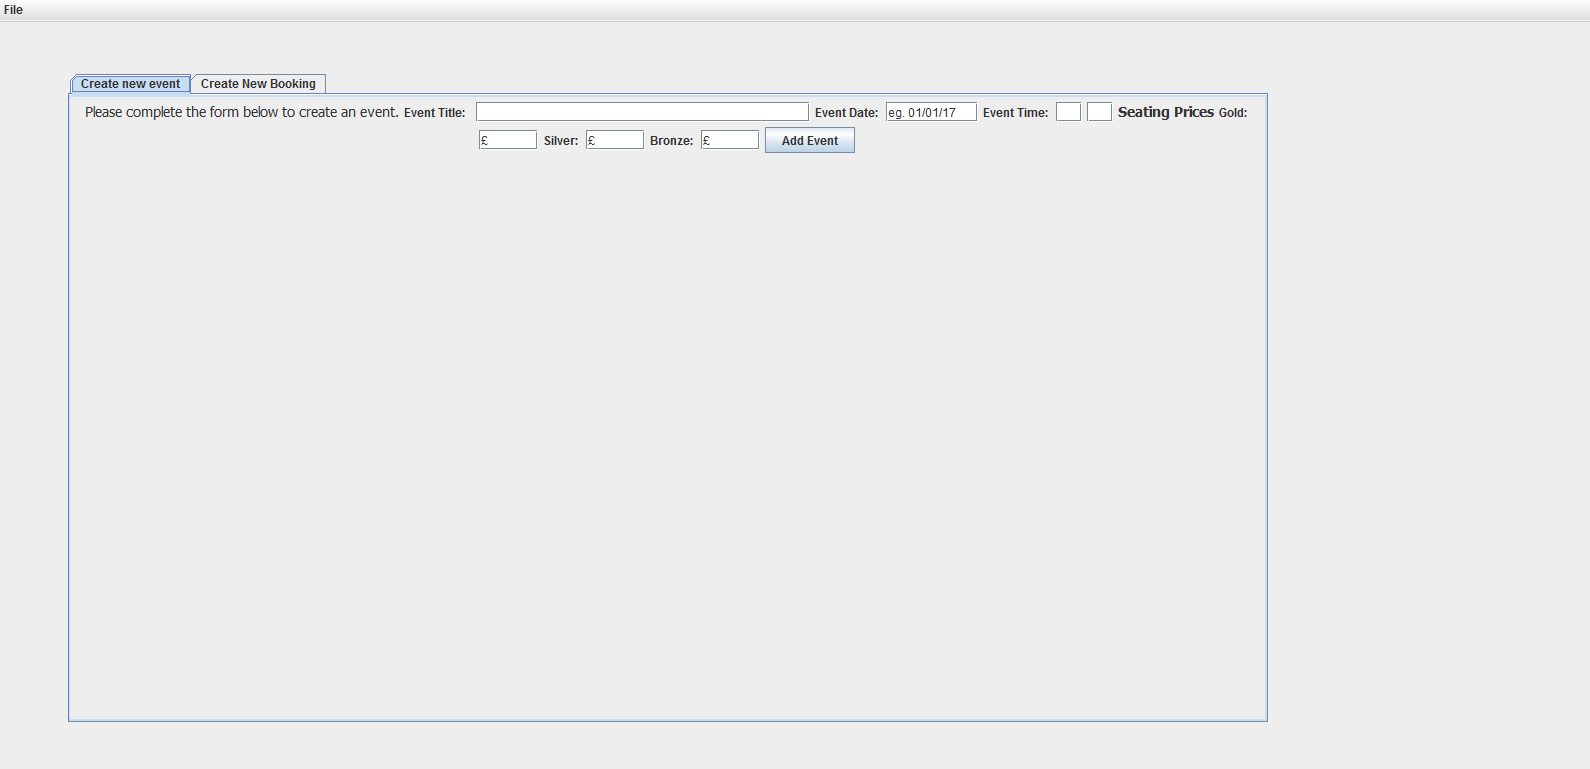 File
Create new event Create New Booking
Please complete the form below to create an event. Event Title: Event Date: eg. 01/01/17 Event Time: Seating Prices Gold:
£ Silver: £ Bronze: £ Add Event